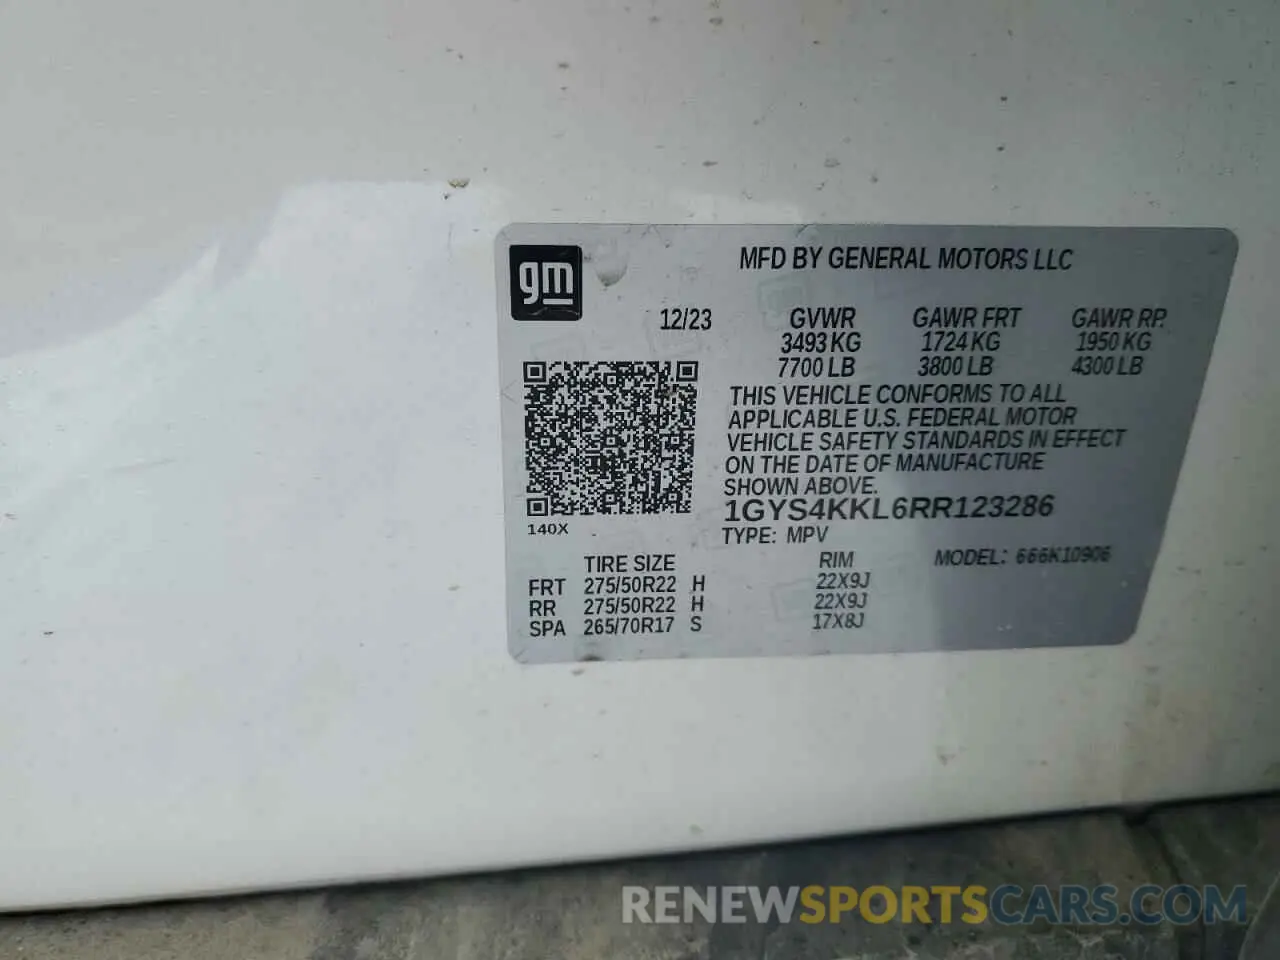 gm
MFD BY GENERAL MOTORS LLC
12/23 GVWR GAWR FRT GAWR RR
3493 KG 1724 KG 1950 KG
7700 LB 3800 LB 4300 LB
THIS VEHICLE CONFORMS TO ALL
APPLICABLE U.S. FEDERAL MOTOR
VEHICLE SAFETY STANDARDS IN EFFECT
ON THE DATE OF MANUFACTURE
SHOWN ABOVE.
1GYS4KKL6RR123286
140X
TYPE: MPV
TIRE SIZE RIM MODEL: 666K10906
FRT 275/50R22 H 22X9J
RR 275/50R22 H 22X9J
SPA 265/70R17 S 17X8J
RENEWSPORTSCARS.COM